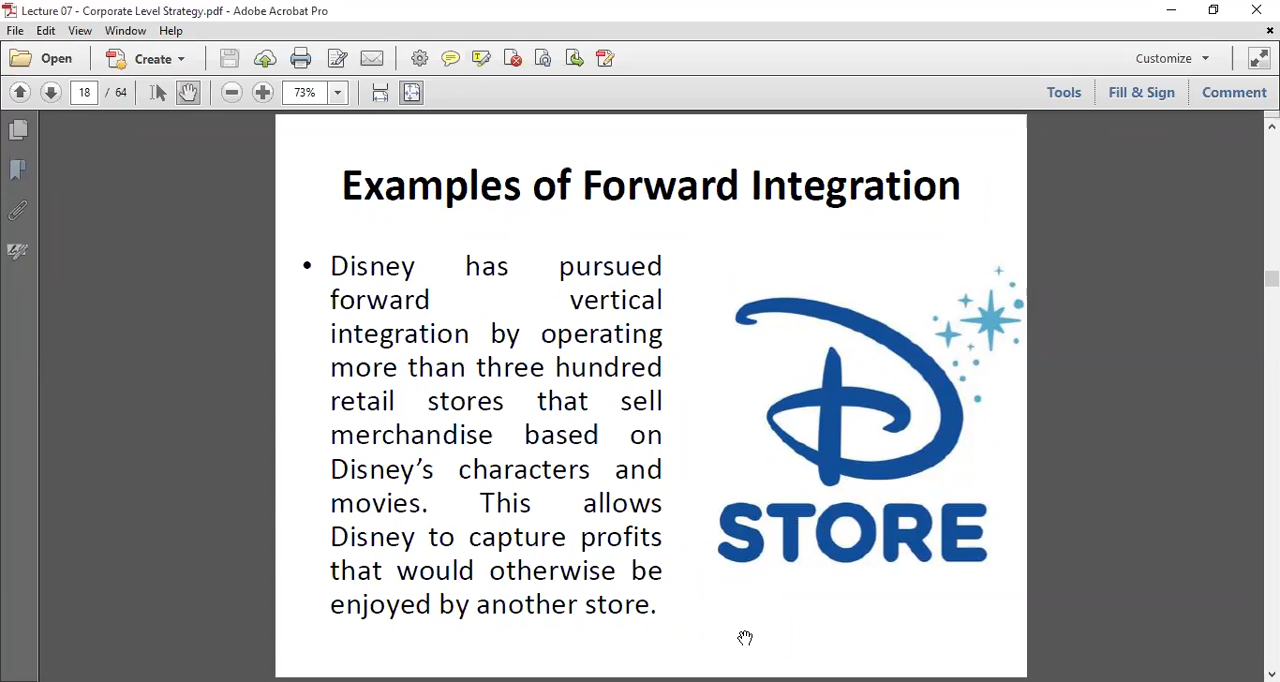 Lecture 07 - Corporate Level Strategy.pdf - Adobe Acrobat Pro
File Edit View Window Help
Open Create Customize
18 / 64 73% Tools Fill & Sign Comment
Examples of Forward Integration
• Disney has pursued
forward vertical
integration by operating
more than three hundred
retail stores that sell
merchandise based on
Disney’s characters and
movies. This allows
Disney to capture profits
that would otherwise be
enjoyed by another store.
D
STORE